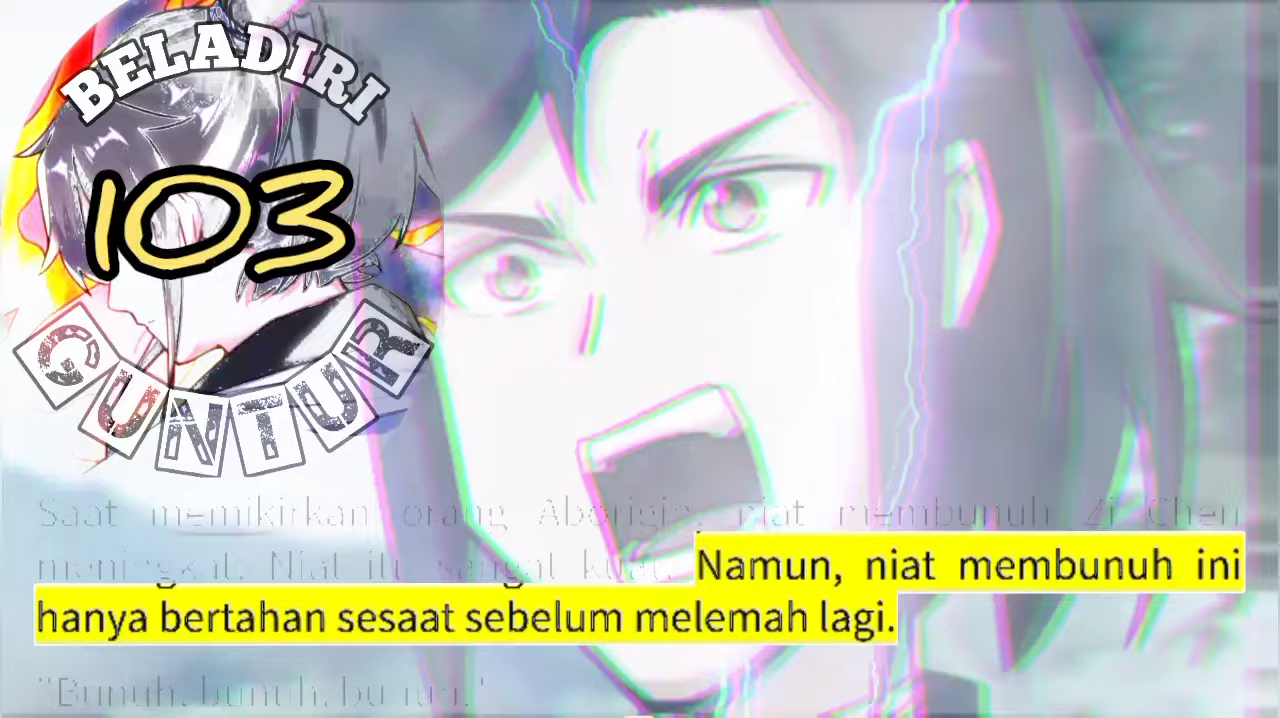 BELADIRI
103
GUNTUR
Saat memikirkan orang Aborigin, niat membunuh Zi Chen
meningkat. Niat itu sangat kuat. Namun, niat membunuh ini
hanya bertahan sesaat sebelum melemah lagi.
"Bunuh, bunuh, bunuh."